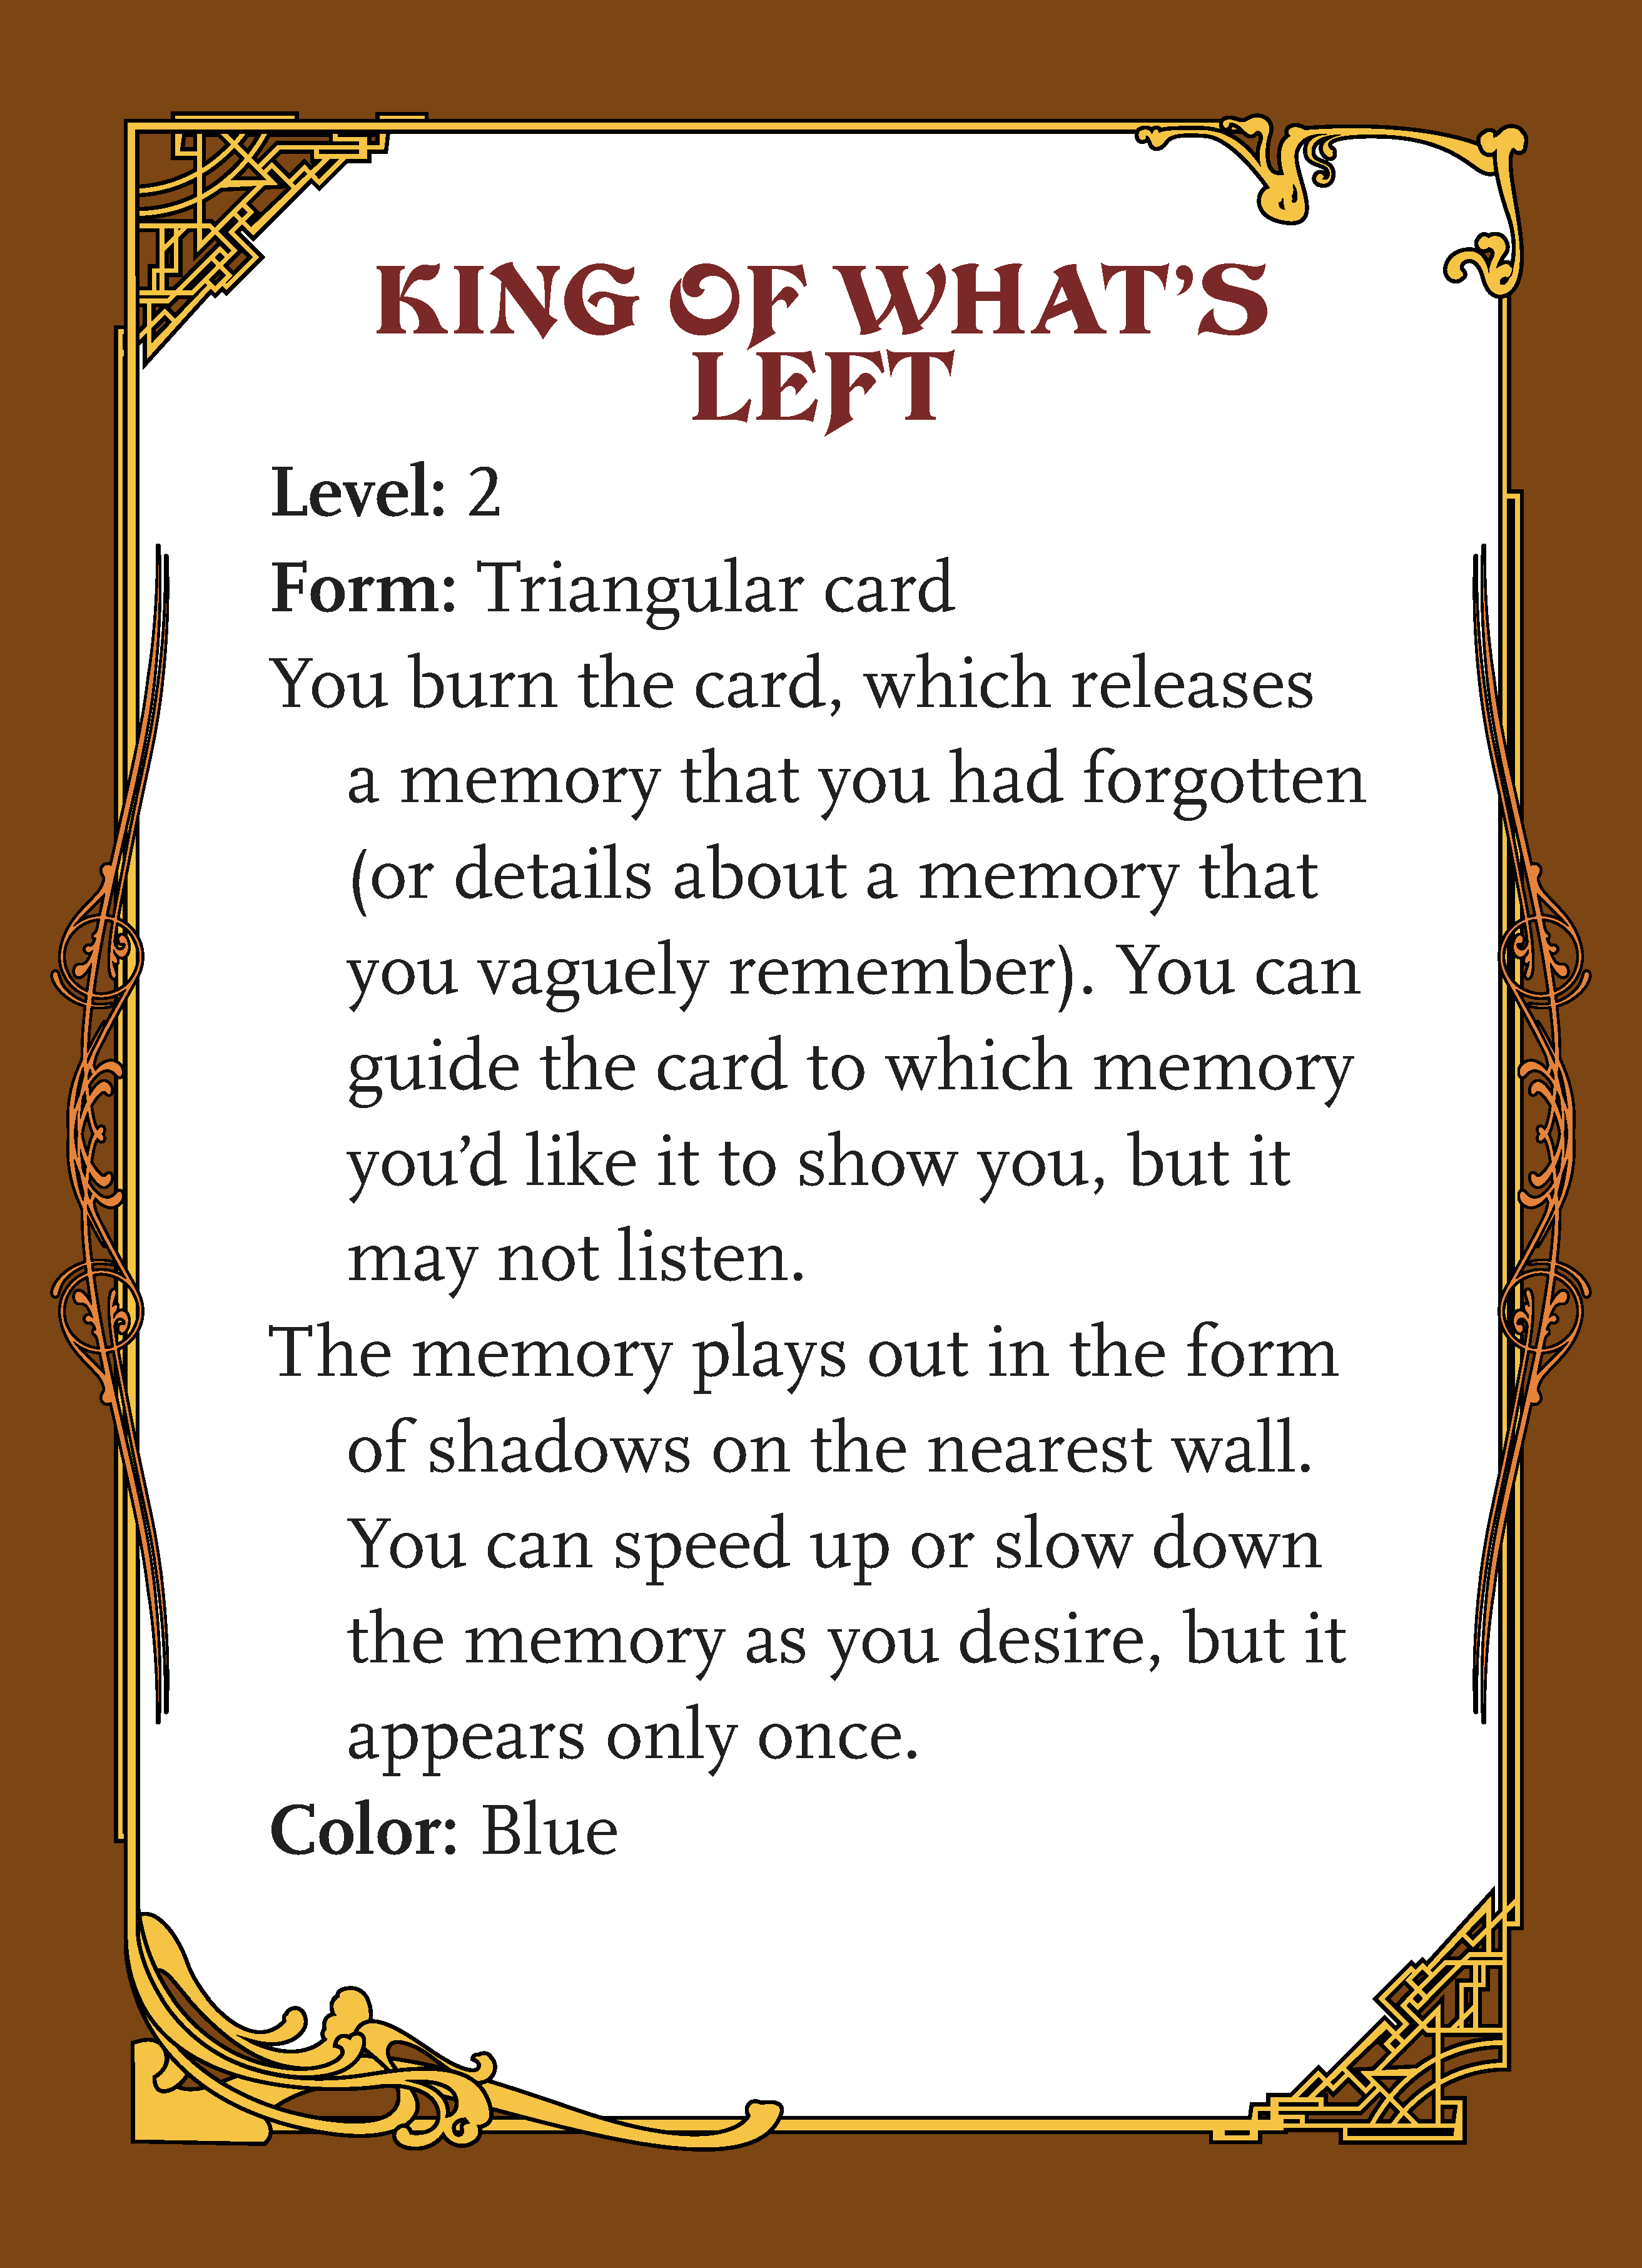 KING OF WHAT’S
LEFT
Level: 2
Form: Triangular card
You burn the card, which releases
a memory that you had forgotten
(or details about a memory that
you vaguely remember). You can
guide the card to which memory
you’d like it to show you, but it
may not listen.
The memory plays out in the form
of shadows on the nearest wall.
You can speed up or slow down
the memory as you desire, but it
appears only once.
Color: Blue